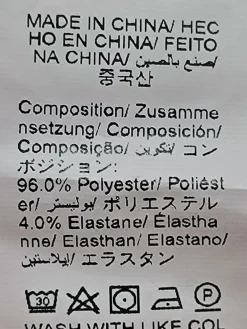 MADE IN CHINA/ HEC
HO EN CHINA/ FEITO
NA CHINA/ صنع بالصين/
중국산
Composition/ Zusamme
nsetzung/ Composición/
Composição/ تكوين/ コン
ポジション:
96.0% Polyester/ Poliést
er/ بوليستر/ ポリエステル
4.0% Elastane/ Élastha
nne/ Elasthan/ Elastano/
إيلاستين/ エラスタン
30 P
WASH WITH LIKE COL